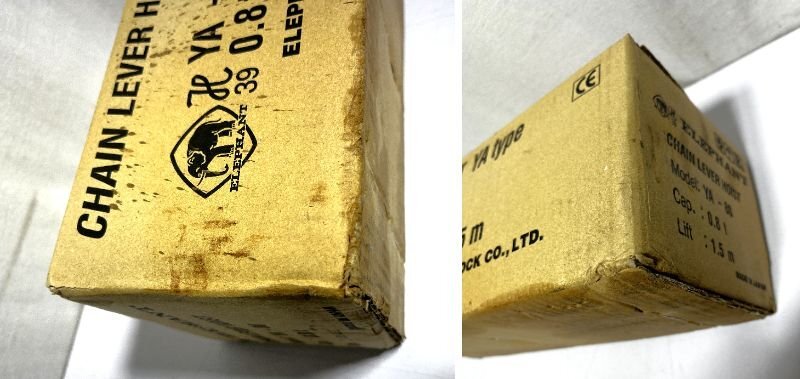 CHAIN LEVER H
YA -
39 0.8
ELEP
ELEPHANT
CE
YA type
5 m
OCK CO., LTD.
ELEPHANT
CHAIN LEVER HOIST
Model: YA - 80
Cap. : 0.8 t
Lift : 1.5 m
MADE IN JAPAN